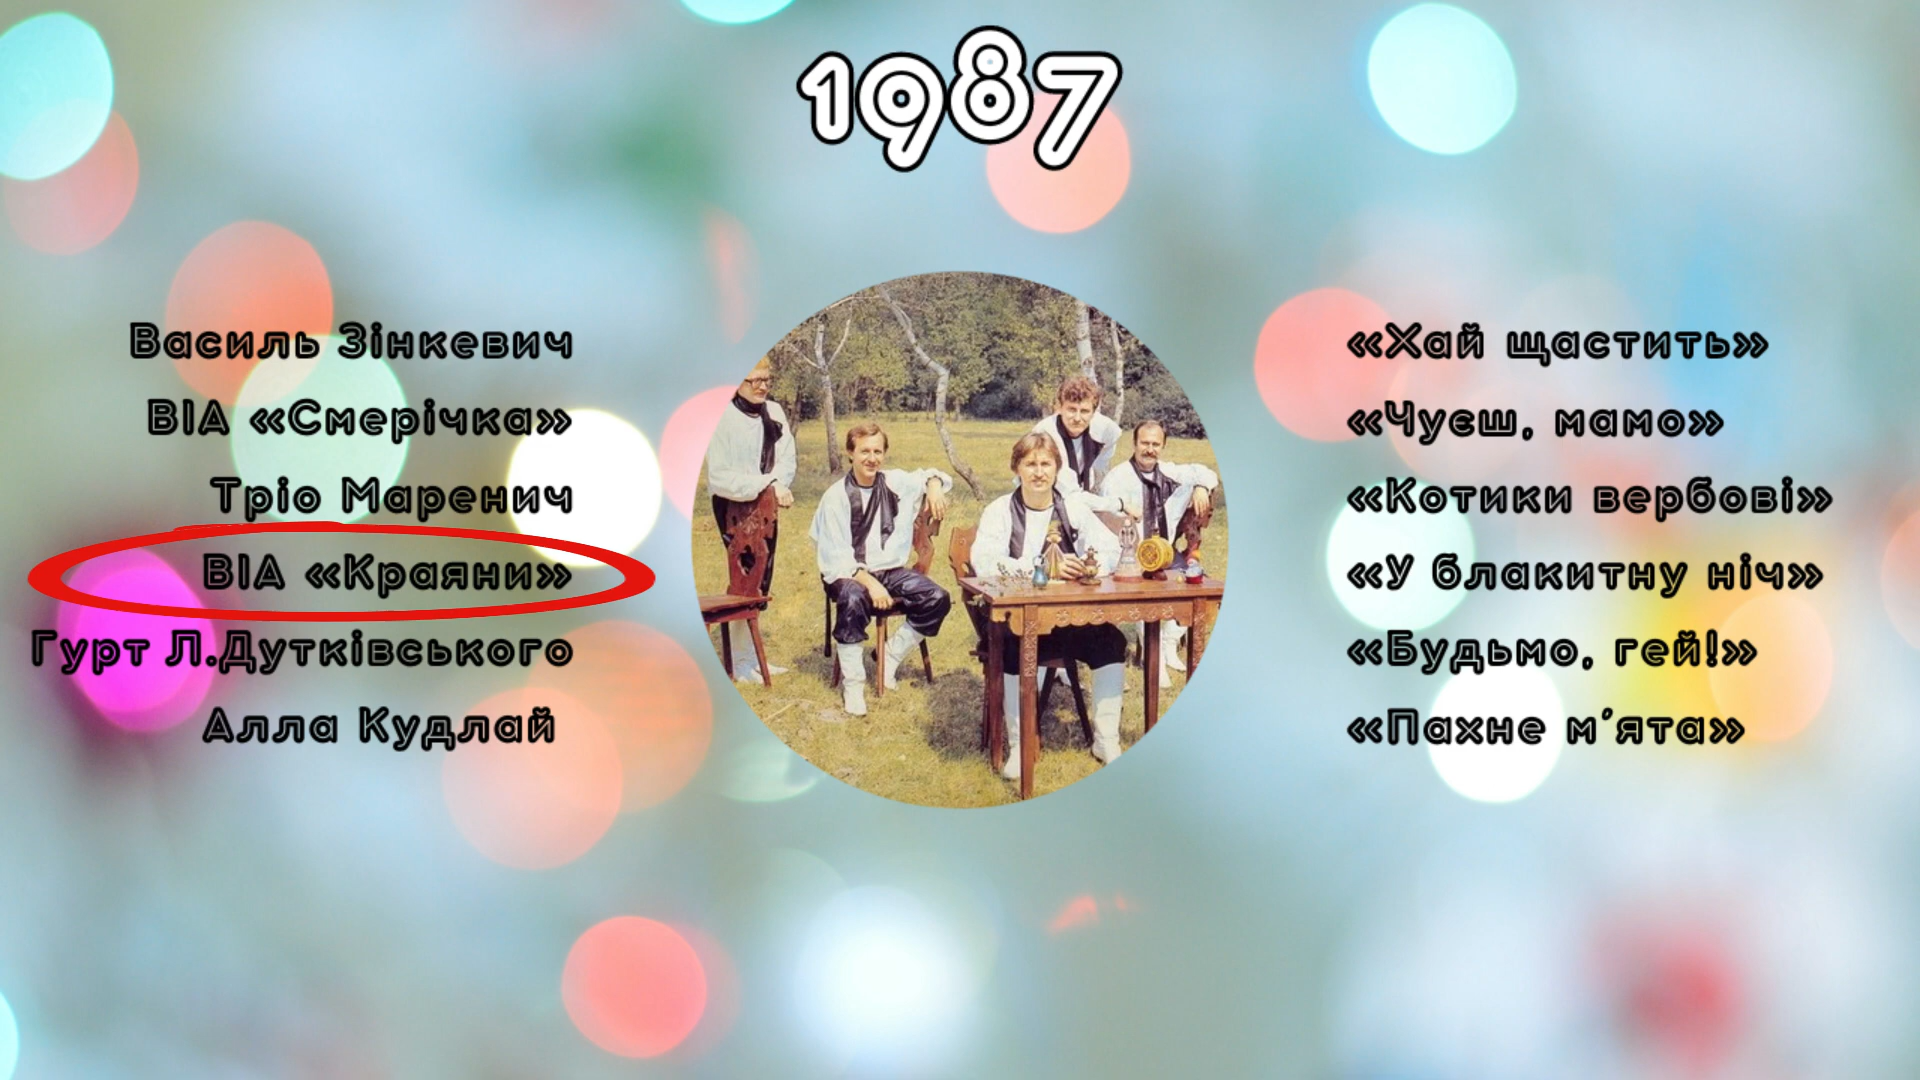 1987
Василь Зінкевич
ВІА «Смерічка»
Тріо Маренич
ВІА «Краяни»
Гурт Л.Дутківського
Алла Кудлай
«Хай щастить»
«Чуєш, мамо»
«Котики вербові»
«У блакитну ніч»
«Будьмо, гей!»
«Пахне м'ята»